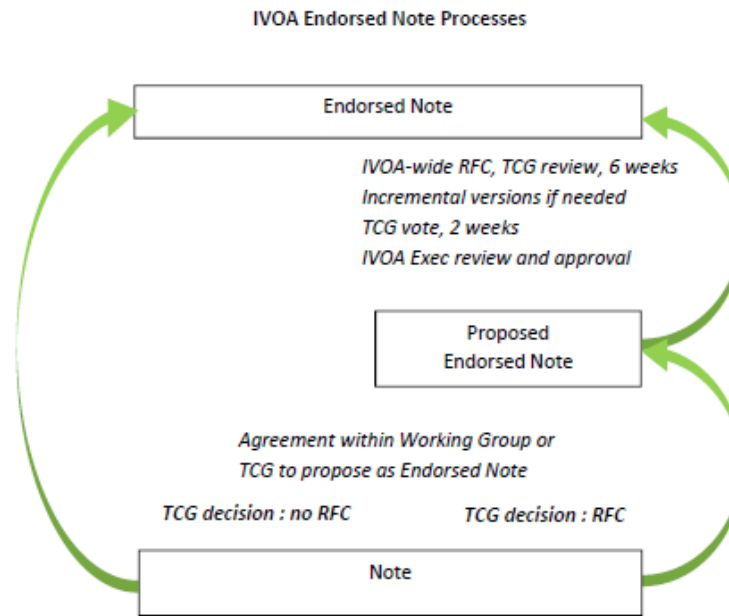 IVOA Endorsed Note Processes
Endorsed Note
IVOA-wide RFC, TCG review, 6 weeks
Incremental versions if needed
TCG vote, 2 weeks
IVOA Exec review and approval
Proposed
Endorsed Note
Agreement within Working Group or
TCG to propose as Endorsed Note
TCG decision : no RFC
TCG decision : RFC
Note